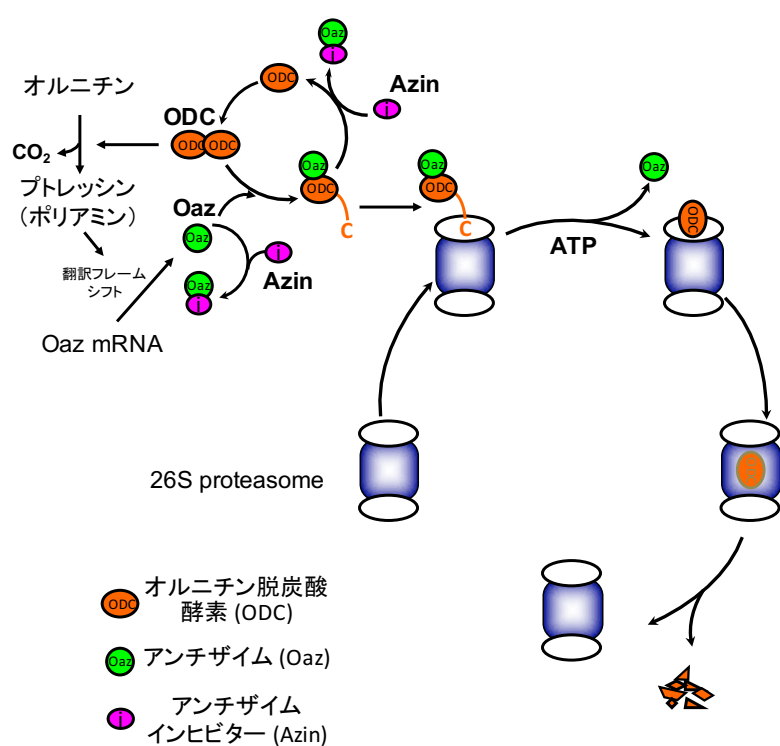 Oaz
i
Azin
i
ODC
オルニチン
ODC
ODC ODC
CO2
Oaz
ODC
C
Oaz
ODC
C
Oaz
ODC
プトレッシン
（ポリアミン）
Oaz
Oaz
i
Azin
Oaz
i
ATP
翻訳フレーム
シフト
Oaz mRNA
26S proteasome
ODC
オルニチン脱炭酸
酵素 (ODC)
Oaz
アンチザイム (Oaz)
i
アンチザイム
インヒビター (Azin)